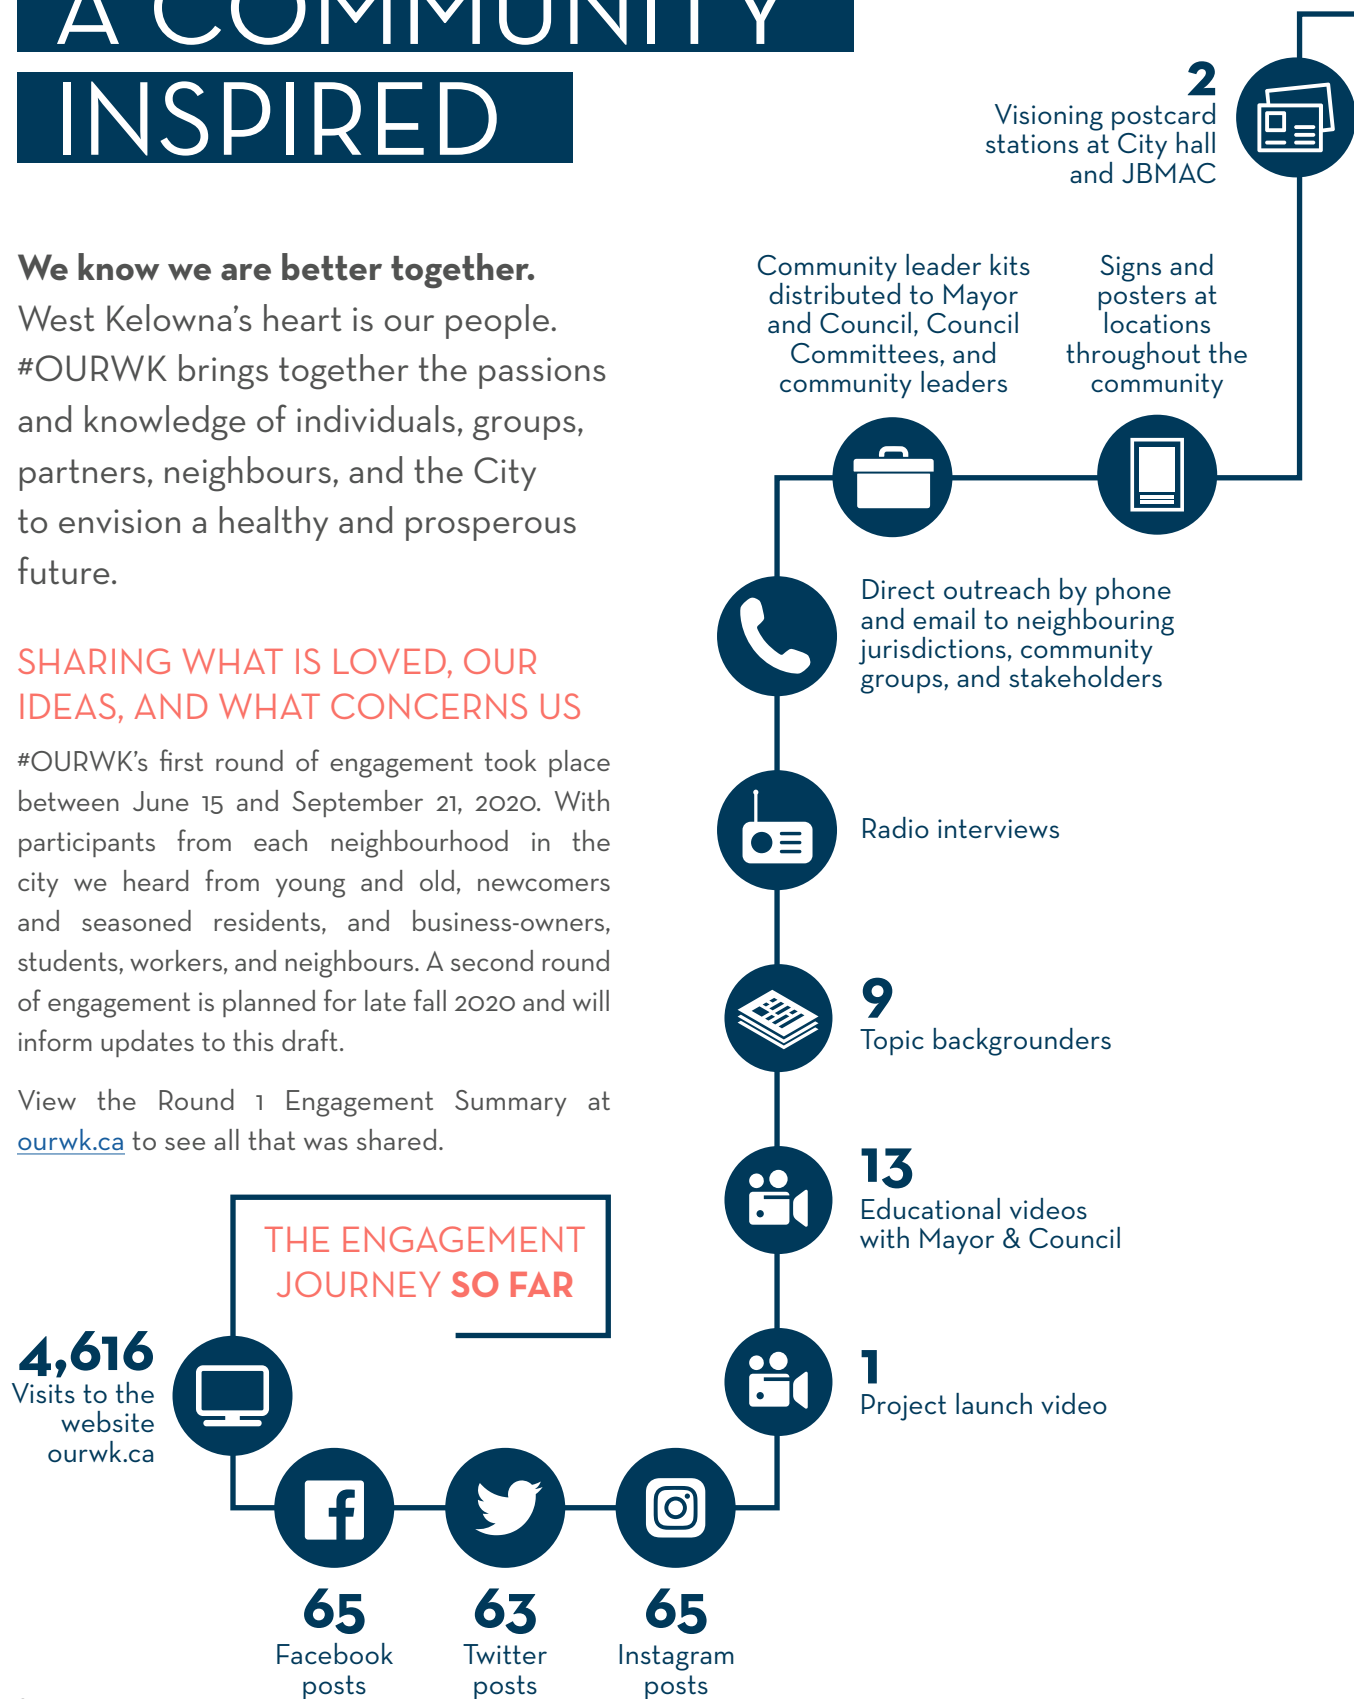 A COMMUNITY
INSPIRED
We know we are better together.
West Kelowna's heart is our people.
#OURWK brings together the passions
and knowledge of individuals, groups,
partners, neighbours, and the City
to envision a healthy and prosperous
future.
SHARING WHAT IS LOVED, OUR
IDEAS, AND WHAT CONCERNS US
#OURWK's first round of engagement took place
between June 15 and September 21, 2020. With
participants from each neighbourhood in the
city we heard from young and old, newcomers
and seasoned residents, and business-owners,
students, workers, and neighbours. A second round
of engagement is planned for late fall 2020 and will
inform updates to this draft.
View the Round 1 Engagement Summary at
ourwk.ca to see all that was shared.
THE ENGAGEMENT
JOURNEY SO FAR
4,616
Visits to the
website
ourwk.ca
65
Facebook
posts
63
Twitter
posts
65
Instagram
posts
1
Project launch video
13
Educational videos
with Mayor & Council
9
Topic backgrounders
Radio interviews
Direct outreach by phone
and email to neighbouring
jurisdictions, community
groups, and stakeholders
Community leader kits
distributed to Mayor
and Council, Council
Committees, and
community leaders
Signs and
posters at
locations
throughout the
community
2
Visioning postcard
stations at City hall
and JBMAC